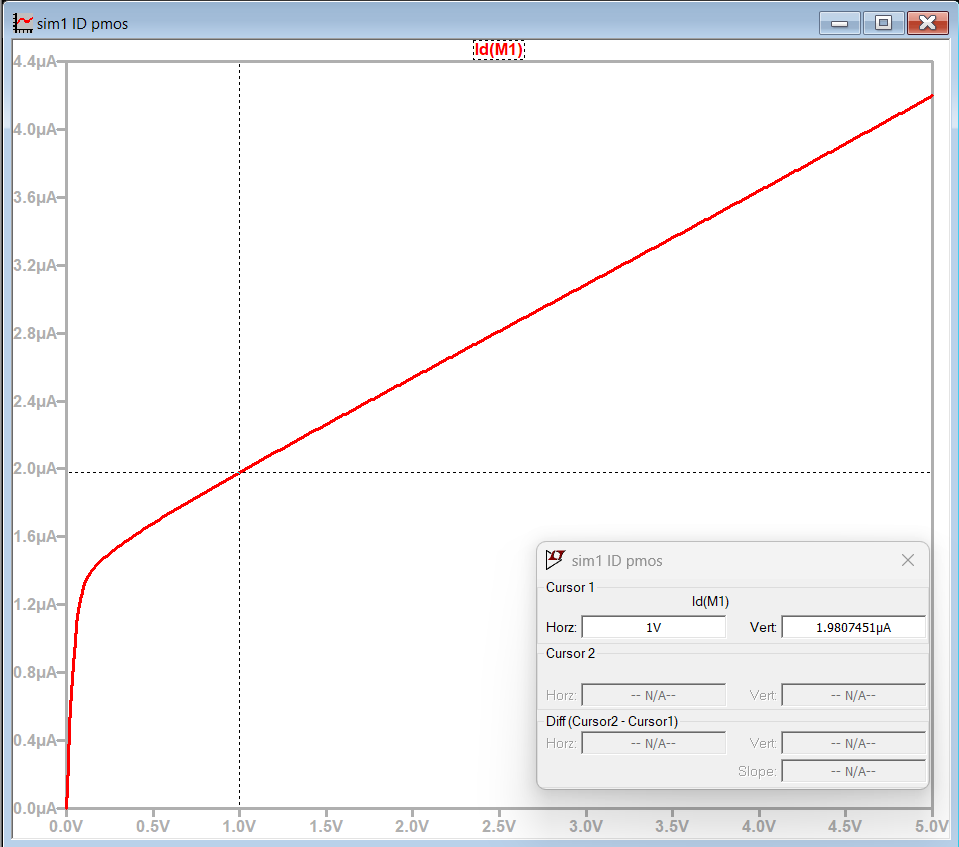 sim1 ID pmos
Id(M1)
4.4µA
4.0µA
3.6µA
3.2µA
2.8µA
2.4µA
2.0µA
1.6µA
1.2µA
0.8µA
0.4µA
0.0µA
0.0V 0.5V 1.0V 1.5V 2.0V 2.5V 3.0V 3.5V 4.0V 4.5V 5.0V
sim1 ID pmos
Cursor 1
Id(M1)
Horz: 1V Vert: 1.9807451µA
Cursor 2
Horz: -- N/A-- Vert: -- N/A--
Diff (Cursor2 - Cursor1)
Horz: -- N/A-- Vert: -- N/A--
Slope: -- N/A--